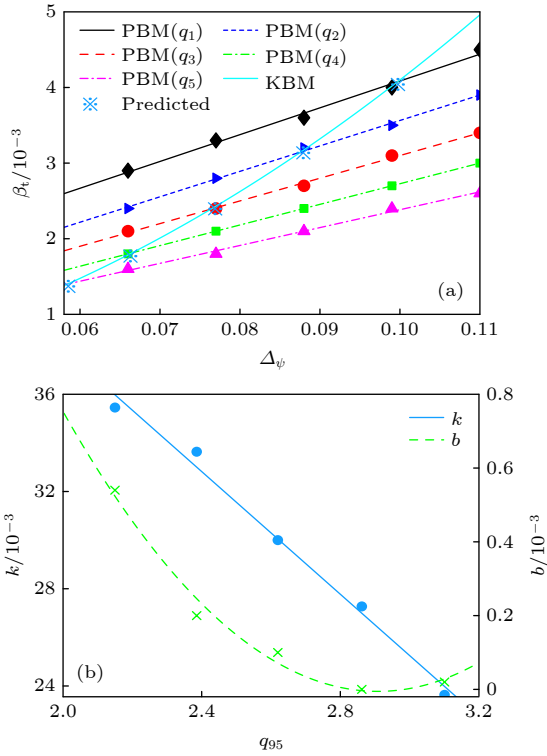 PBM(q₁) PBM(q₂)
PBM(q₃) PBM(q₄)
PBM(q₅) KBM
Predicted
5
4
3
2
1
βₜ/10⁻³
(a)
0.06 0.07 0.08 0.09 0.10 0.11
Δ_ψ
36
32
28
24
k/10⁻³
k
b
0.8
0.6
0.4
0.2
0
b/10⁻³
(b)
2.0 2.4 2.8 3.2
q₉₅